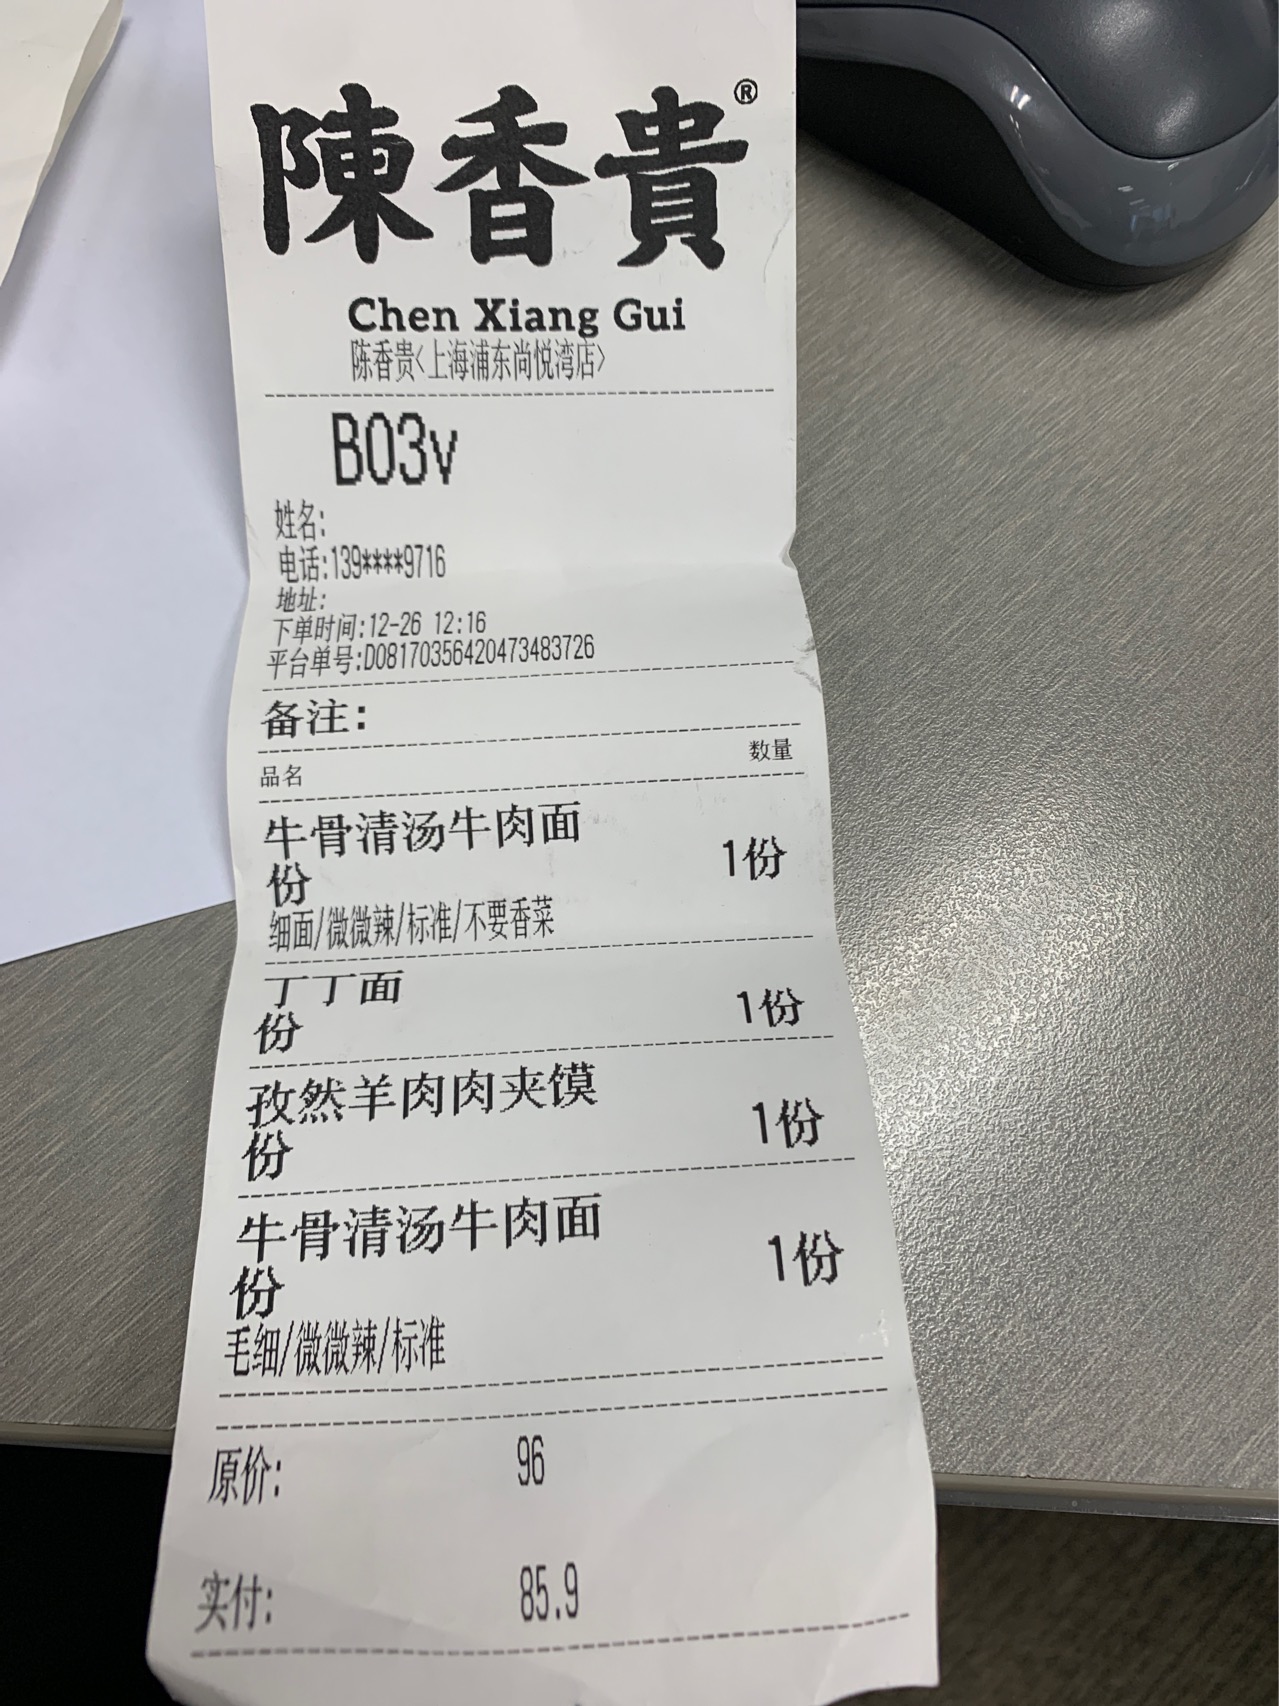 陳香貴®
Chen Xiang Gui
陈香贵<上海浦东尚悦湾店>
B03v
姓名:
电话:139****9716
地址:
下单时间:12-26 12:16
平台单号:D08170356420473483726
备注:
品名 数量
牛骨清汤牛肉面
份 1份
细面/微微辣/标准/不要香菜
丁丁面
份 1份
孜然羊肉肉夹馍
份 1份
牛骨清汤牛肉面
份 1份
毛细/微微辣/标准
原价: 96
实付: 85.9